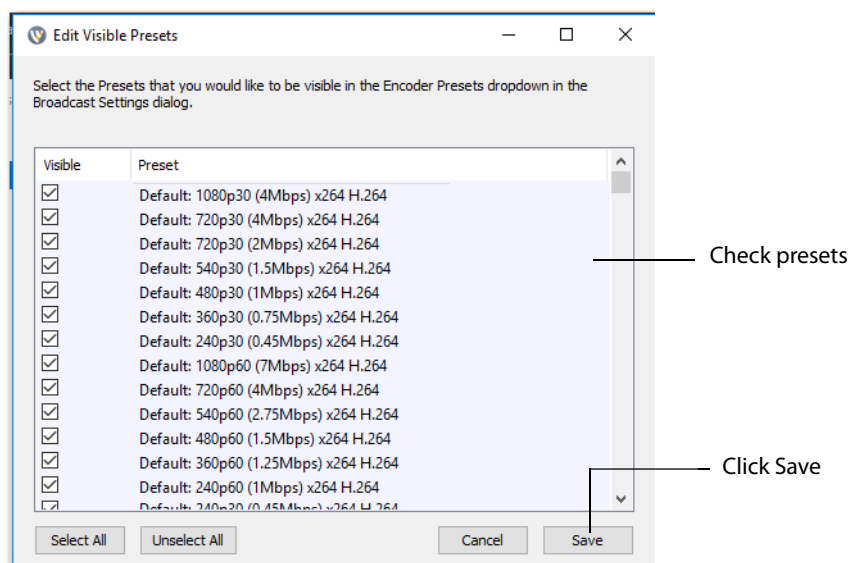 Edit Visible Presets
Select the Presets that you would like to be visible in the Encoder Presets dropdown in the
Broadcast Settings dialog.
Visible Preset
Default: 1080p30 (4Mbps) x264 H.264
Default: 720p30 (4Mbps) x264 H.264
Default: 720p30 (2Mbps) x264 H.264
Default: 540p30 (1.5Mbps) x264 H.264
Default: 480p30 (1Mbps) x264 H.264
Default: 360p30 (0.75Mbps) x264 H.264
Default: 240p30 (0.45Mbps) x264 H.264
Default: 1080p60 (7Mbps) x264 H.264
Default: 720p60 (4Mbps) x264 H.264
Default: 540p60 (2.75Mbps) x264 H.264
Default: 480p60 (1.5Mbps) x264 H.264
Default: 360p60 (1.25Mbps) x264 H.264
Default: 240p60 (1Mbps) x264 H.264
Default: (0.45Mbps) x264 H.264
Select All Unselect All Cancel Save
Check presets
Click Save